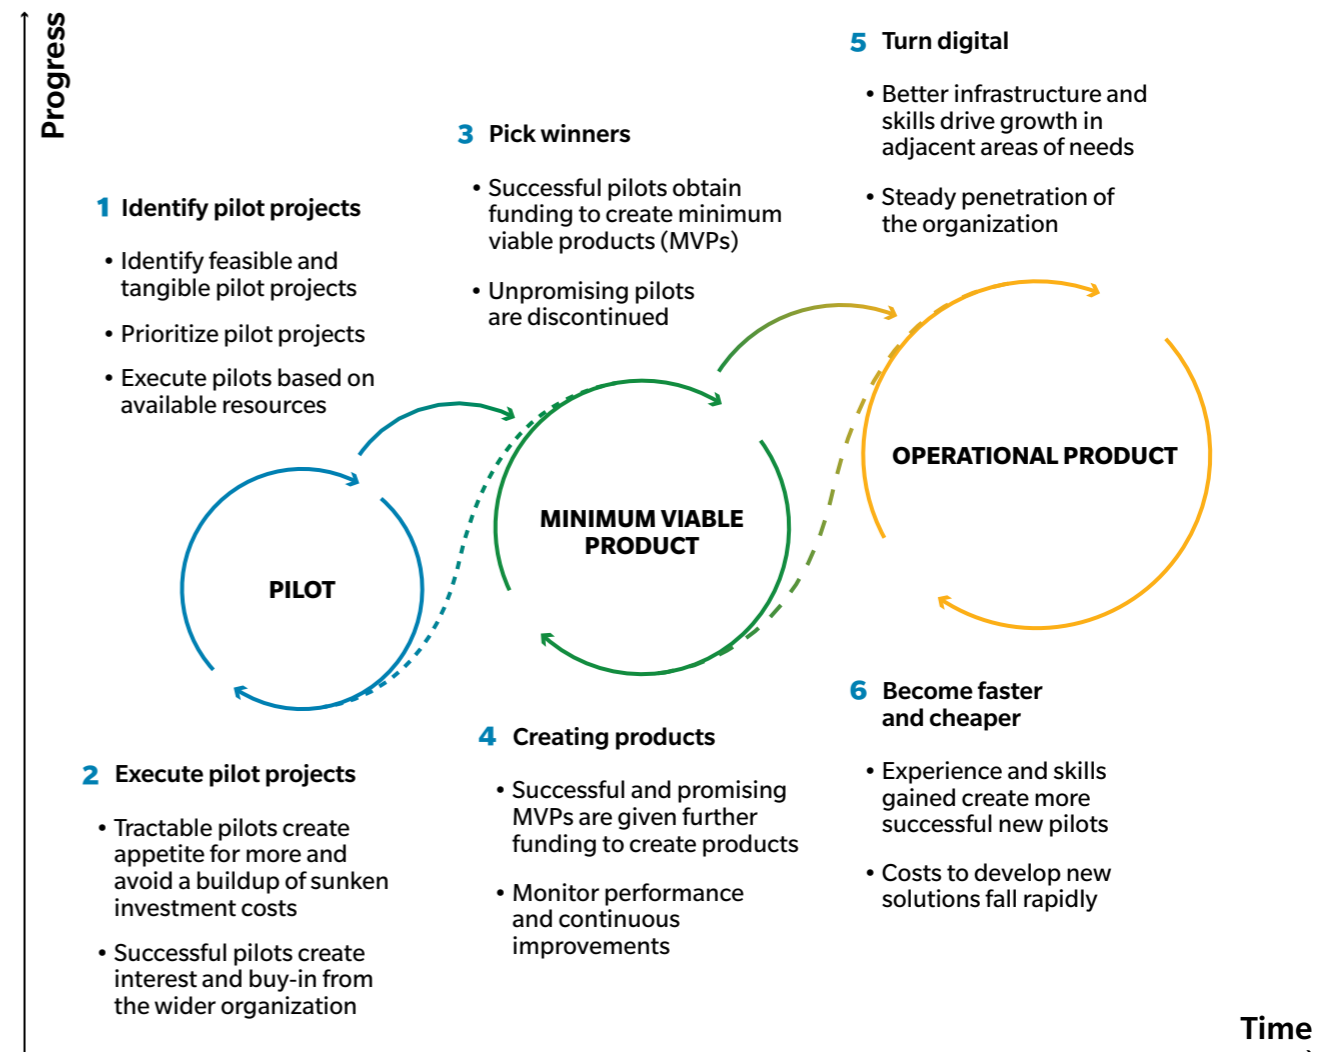 Progress
1 Identify pilot projects
• Identify feasible and
tangible pilot projects
• Prioritize pilot projects
• Execute pilots based on
available resources
3 Pick winners
• Successful pilots obtain
funding to create minimum
viable products (MVPs)
• Unpromising pilots
are discontinued
5 Turn digital
• Better infrastructure and
skills drive growth in
adjacent areas of needs
• Steady penetration of
the organization
PILOT
MINIMUM VIABLE
PRODUCT
OPERATIONAL PRODUCT
2 Execute pilot projects
• Tractable pilots create
appetite for more and
avoid a buildup of sunken
investment costs
• Successful pilots create
interest and buy-in from
the wider organization
4 Creating products
• Successful and promising
MVPs are given further
funding to create products
• Monitor performance
and continuous
improvements
6 Become faster
and cheaper
• Experience and skills
gained create more
successful new pilots
• Costs to develop new
solutions fall rapidly
Time